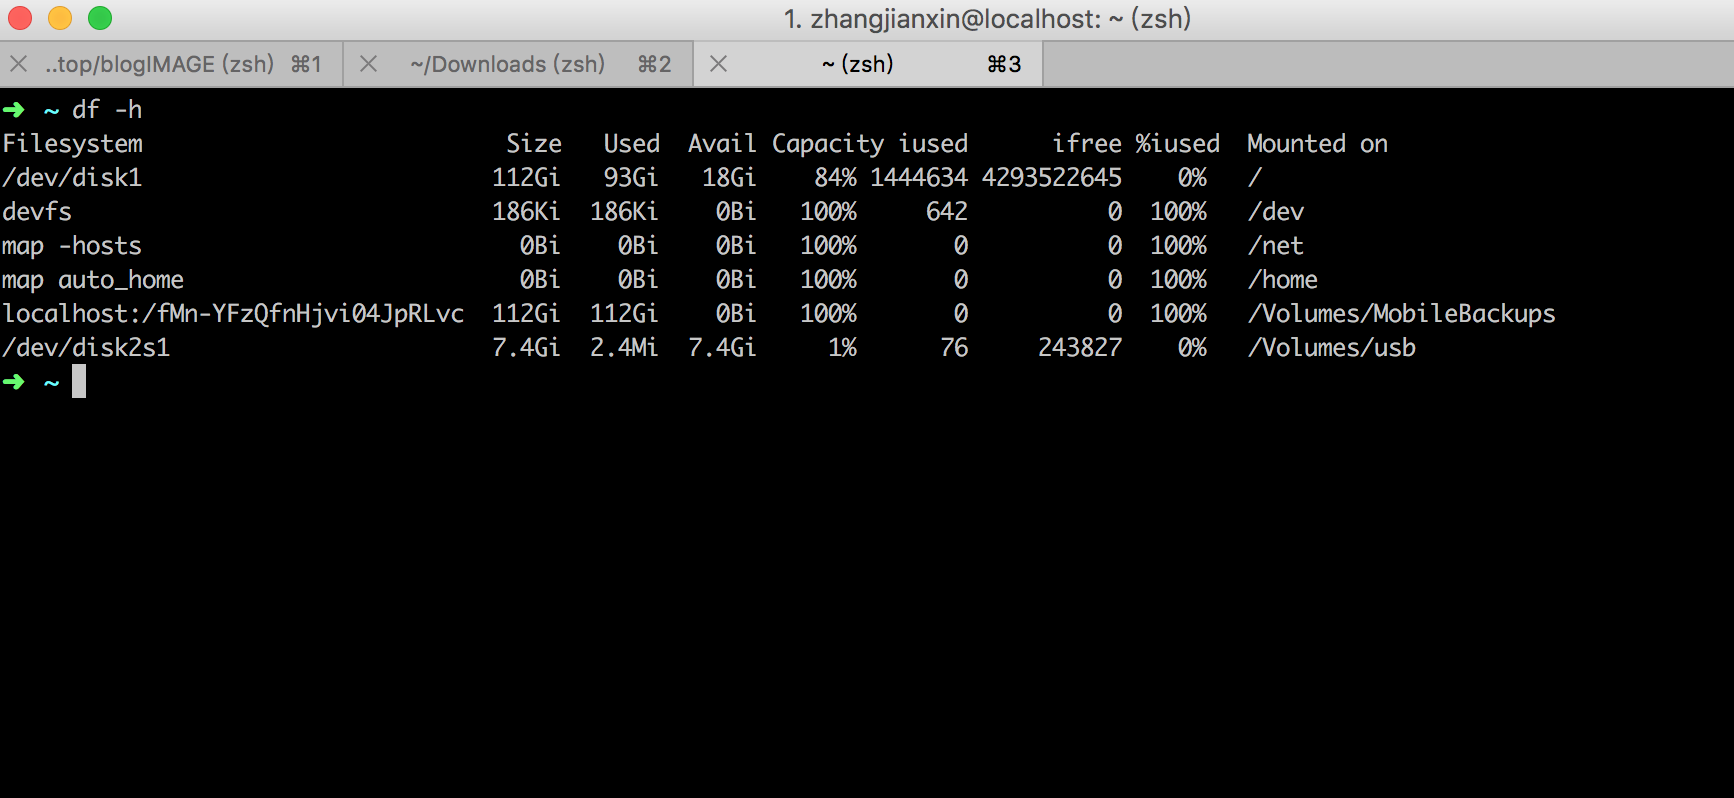 1. zhangjianxin@localhost: ~ (zsh)
..top/blogIMAGE (zsh) ⌘1 ~/Downloads (zsh) ⌘2 ~ (zsh) ⌘3
➜ ~ df -h
Filesystem Size Used Avail Capacity iused ifree %iused Mounted on
/dev/disk1 112Gi 93Gi 18Gi 84% 1444634 4293522645 0% /
devfs 186Ki 186Ki 0Bi 100% 642 0 100% /dev
map -hosts 0Bi 0Bi 0Bi 100% 0 0 100% /net
map auto_home 0Bi 0Bi 0Bi 100% 0 0 100% /home
localhost:/fMn-YFzQfnHjvi04JpRLvc 112Gi 112Gi 0Bi 100% 0 0 100% /Volumes/MobileBackups
/dev/disk2s1 7.4Gi 2.4Mi 7.4Gi 1% 76 243827 0% /Volumes/usb
➜ ~